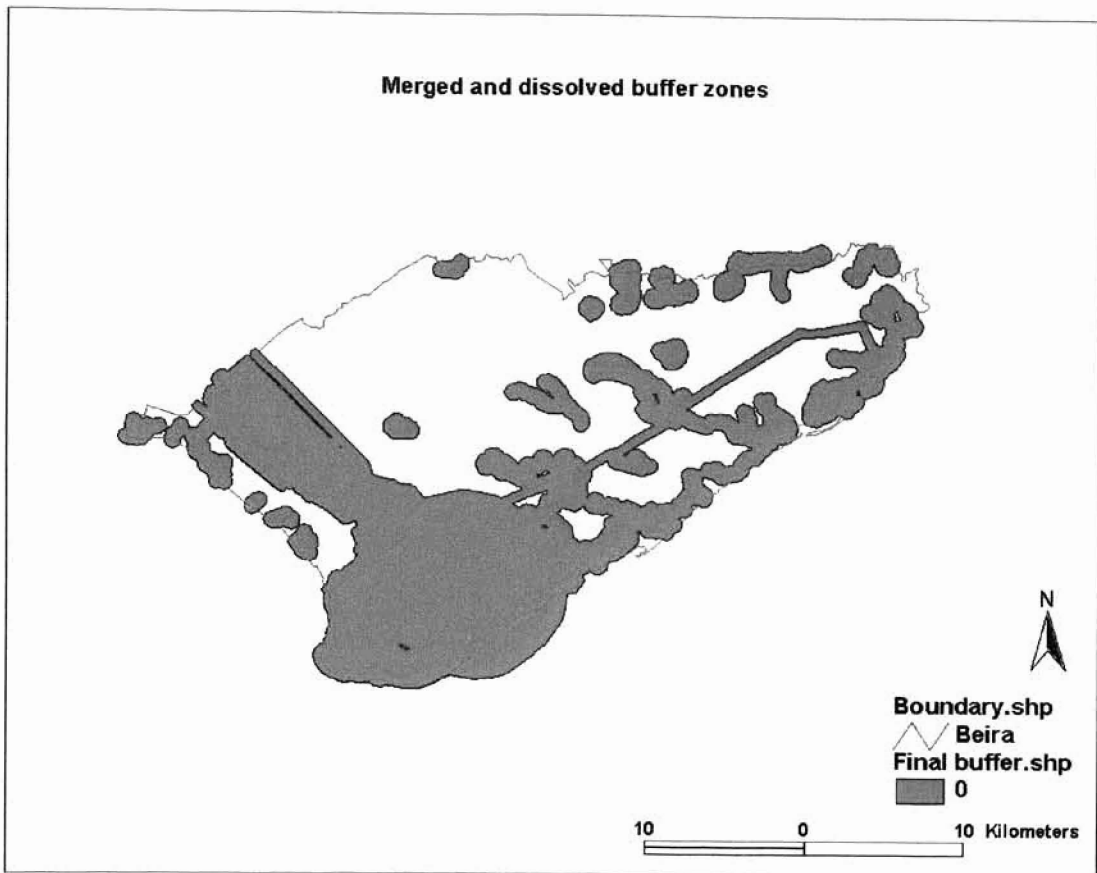 Merged and dissolved buffer zones
N
Boundary.shp
Beira
Final buffer.shp
0
10 0 10 Kilometers